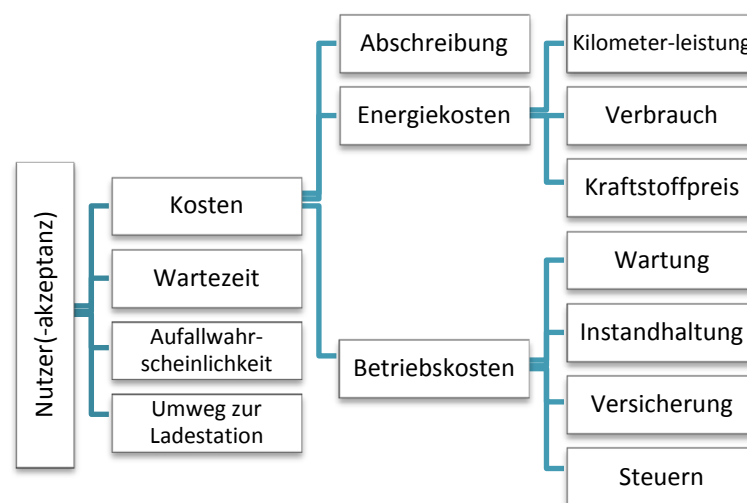 Nutzer(-akzeptanz)
Kosten
Wartezeit
Aufallwahr-
scheinlichkeit
Umweg zur
Ladestation
Abschreibung
Energiekosten
Betriebskosten
Kilometer-leistung
Verbrauch
Kraftstoffpreis
Wartung
Instandhaltung
Versicherung
Steuern